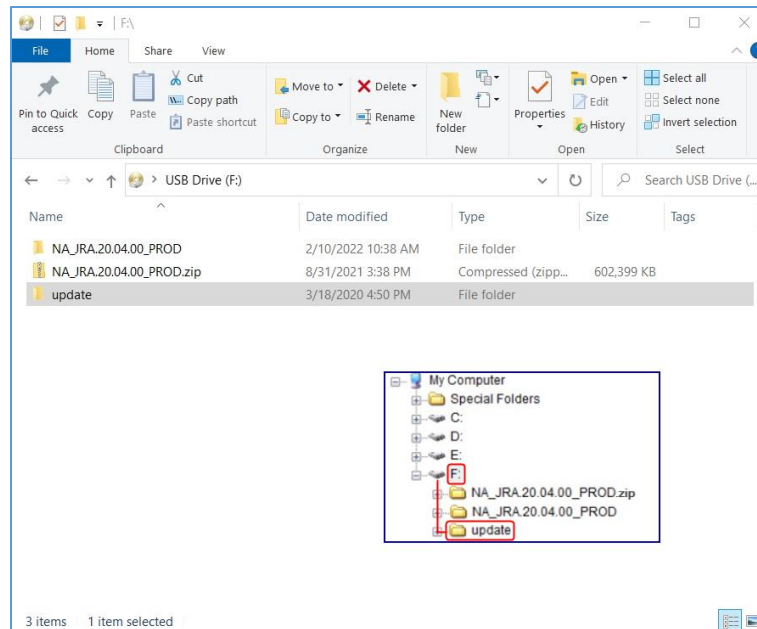 F:\
File Home Share View
Pin to Quick access
Copy
Paste
Cut
Copy path
Paste shortcut
Clipboard
Move to
Copy to
Delete
Rename
Organize
New folder
New
Properties
Open
Edit
History
Open
Select all
Select none
Invert selection
Select
USB Drive (F:)
Search USB Drive (...
Name Date modified Type Size Tags
NA_JRA.20.04.00_PROD 2/10/2022 10:38 AM File folder
NA_JRA.20.04.00_PROD.zip 8/31/2021 3:38 PM Compressed (zipp... 602,399 KB
update 3/18/2020 4:50 PM File folder
My Computer
Special Folders
C:
D:
E:
F:
NA_JRA.20.04.00_PROD.zip
NA_JRA.20.04.00_PROD
update
3 items 1 item selected